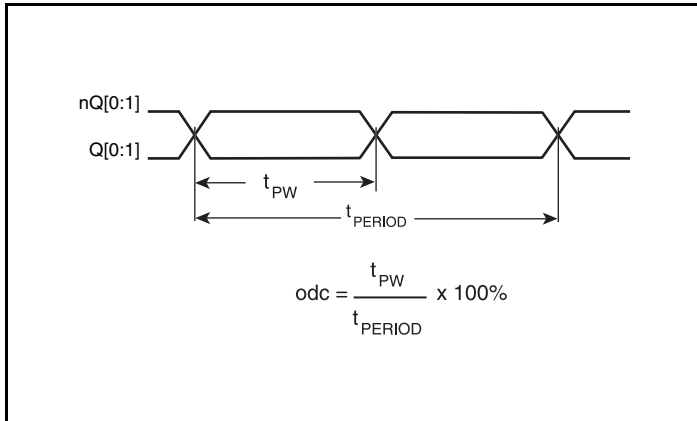 nQ[0:1]
Q[0:1]
tPW
tPERIOD
odc = tPW / tPERIOD x 100%